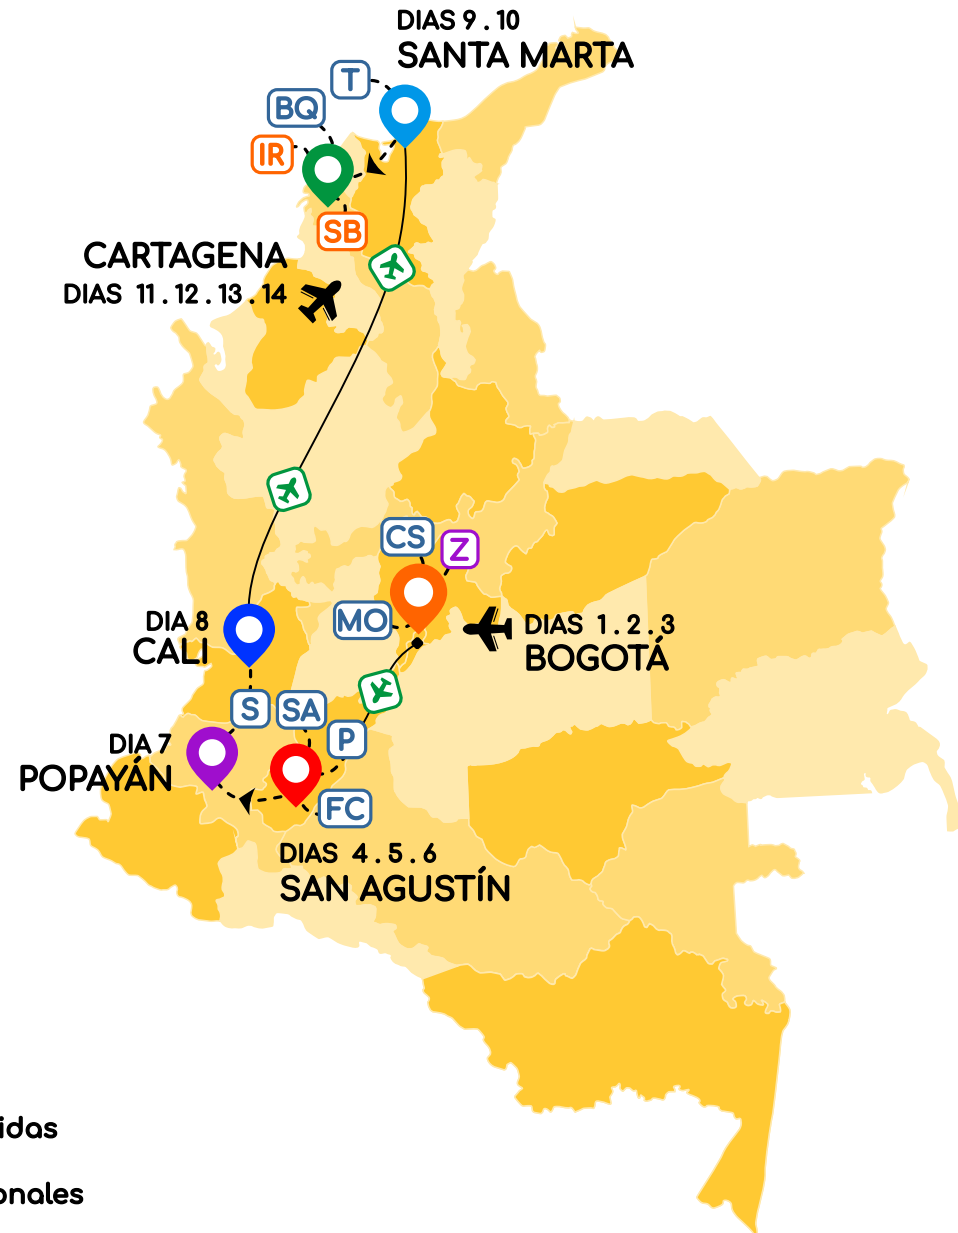 DIAS 9 . 10
SANTA MARTA
T
BQ
IR
SB
CARTAGENA
DIAS 11 . 12 . 13 . 14
CS
Z
MO
DIAS 1 . 2 . 3
BOGOTÁ
DIA 8
CALI
S
SA
P
DIA 7
POPAYÁN
FC
DIAS 4 . 5 . 6
SAN AGUSTÍN
idas
onales